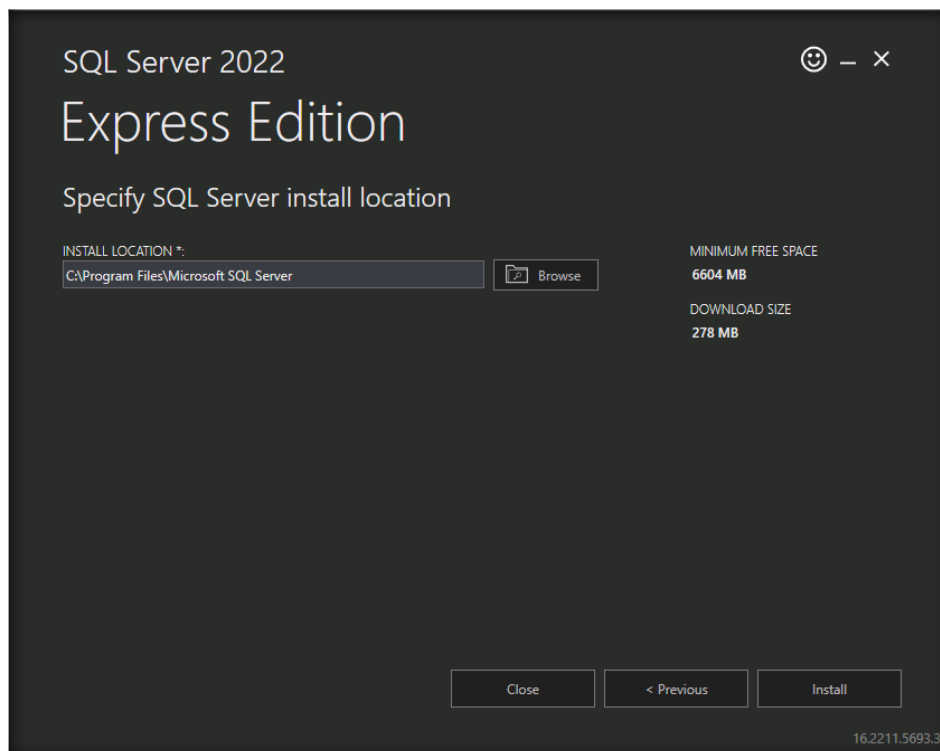 SQL Server 2022
Express Edition
Specify SQL Server install location
INSTALL LOCATION *:
C:\Program Files\Microsoft SQL Server
Browse
MINIMUM FREE SPACE
6604 MB
DOWNLOAD SIZE
278 MB
Close
< Previous
Install
16.2211.5693.3